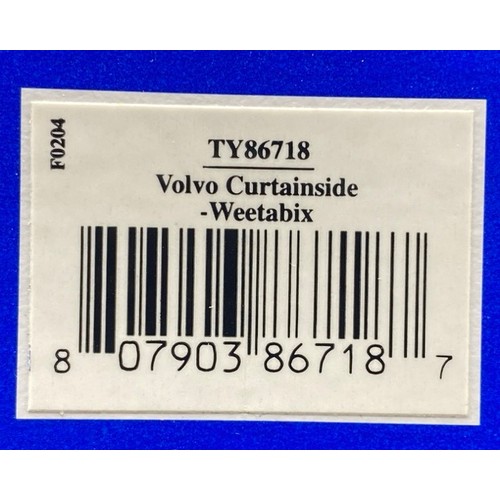 F0204
TY86718
Volvo Curtainside
-Weetabix
8 07903 86718 7